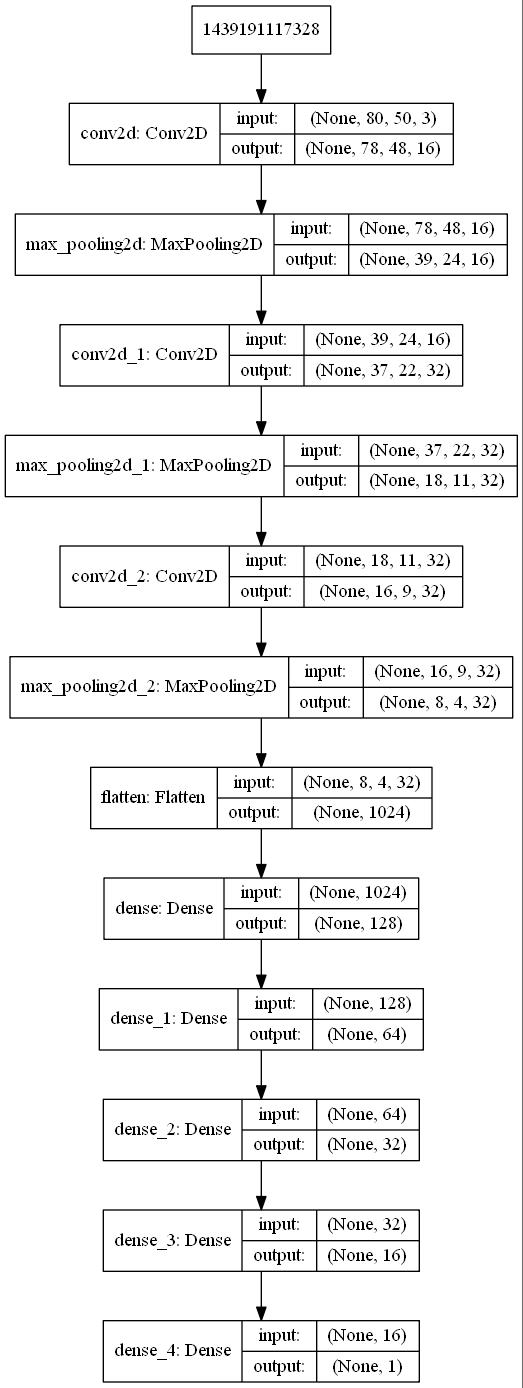 1439191117328
conv2d: Conv2D
input: (None, 80, 50, 3)
output: (None, 78, 48, 16)
max_pooling2d: MaxPooling2D
input: (None, 78, 48, 16)
output: (None, 39, 24, 16)
conv2d_1: Conv2D
input: (None, 39, 24, 16)
output: (None, 37, 22, 32)
max_pooling2d_1: MaxPooling2D
input: (None, 37, 22, 32)
output: (None, 18, 11, 32)
conv2d_2: Conv2D
input: (None, 18, 11, 32)
output: (None, 16, 9, 32)
max_pooling2d_2: MaxPooling2D
input: (None, 16, 9, 32)
output: (None, 8, 4, 32)
flatten: Flatten
input: (None, 8, 4, 32)
output: (None, 1024)
dense: Dense
input: (None, 1024)
output: (None, 128)
dense_1: Dense
input: (None, 128)
output: (None, 64)
dense_2: Dense
input: (None, 64)
output: (None, 32)
dense_3: Dense
input: (None, 32)
output: (None, 16)
dense_4: Dense
input: (None, 16)
output: (None, 1)